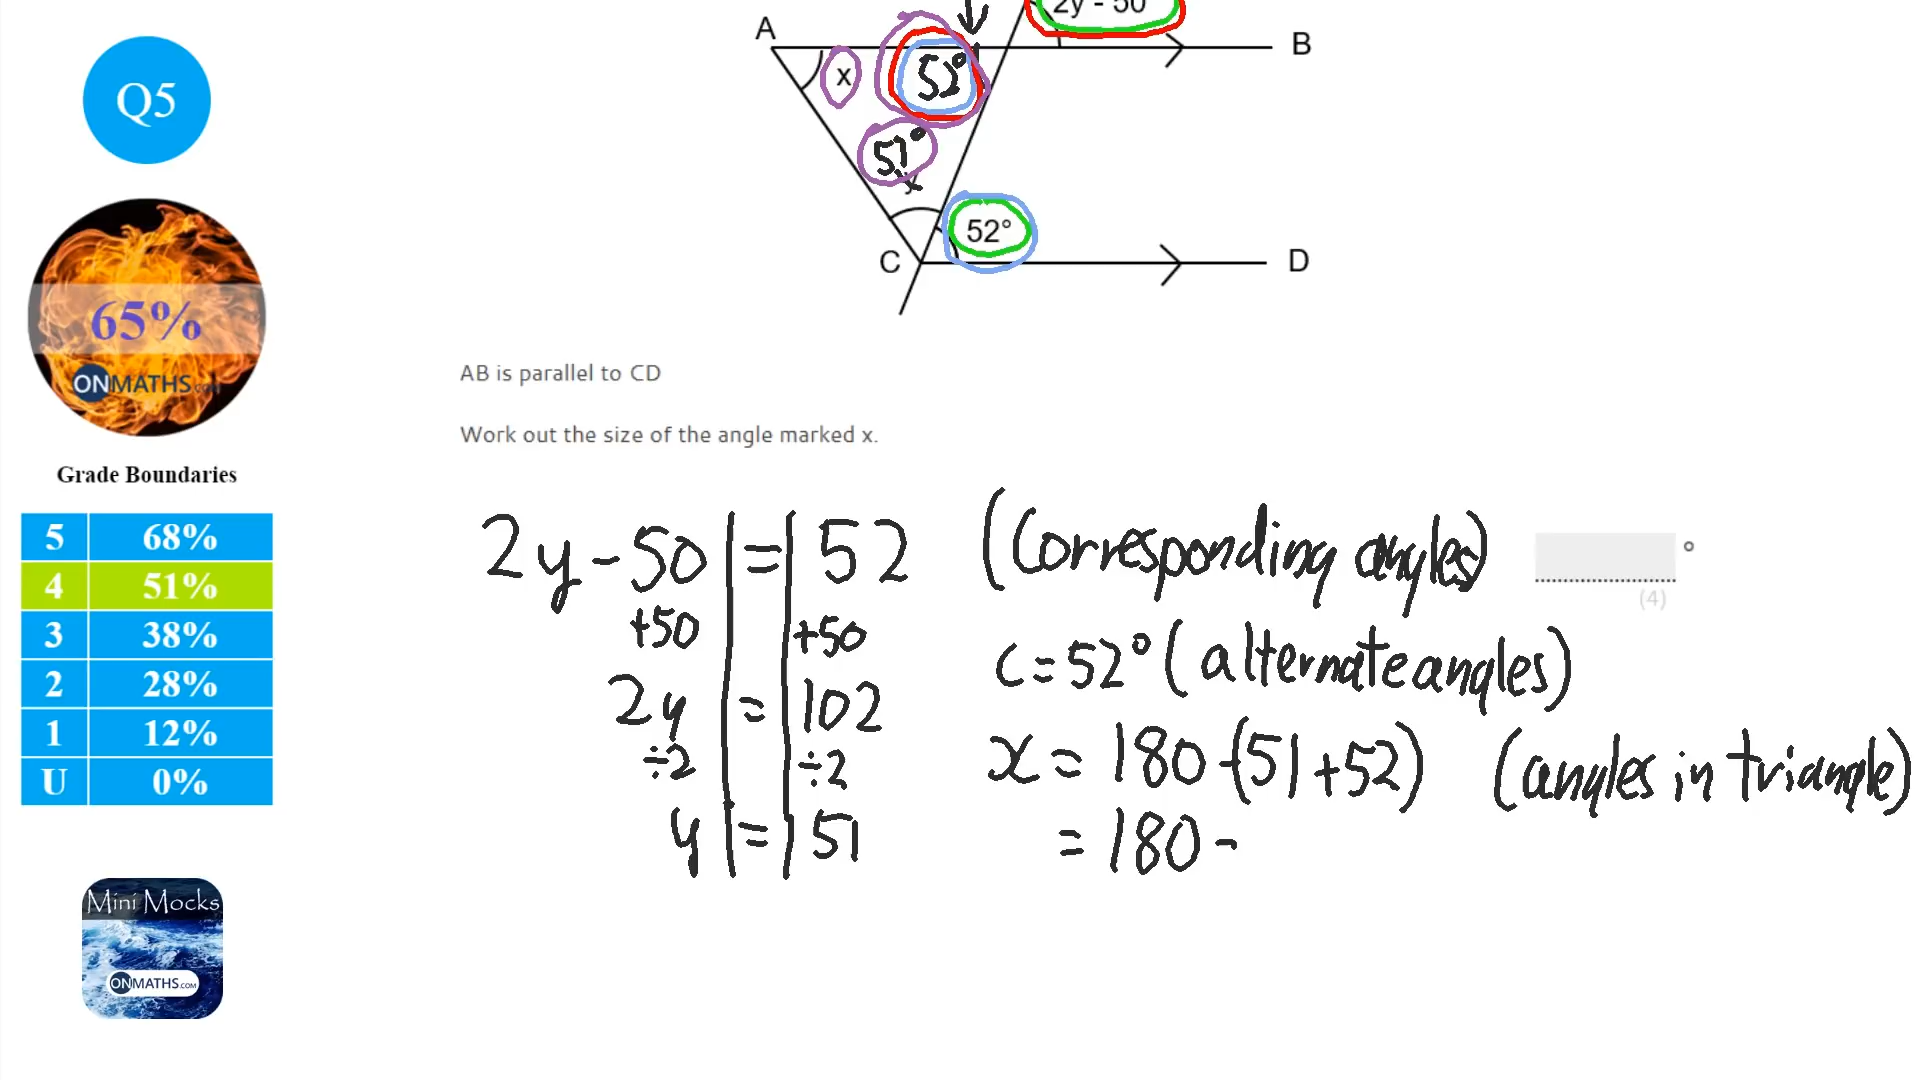 2y - 50
A
B
Q5
x
52°
51°
y
52°
C
D
65%
ONMATHS.com
AB is parallel to CD
Work out the size of the angle marked x.
Grade Boundaries
5 68%
4 51%
3 38%
2 28%
1 12%
U 0%
2y - 50 = 52 (Corresponding angles)
°
+50 +50
(4)
2y = 102
c = 52° (alternate angles)
÷2 ÷2
x = 180 - (51 + 52) (angles in triangle)
y = 51
= 180 -
Mini Mocks
ONMATHS.COM